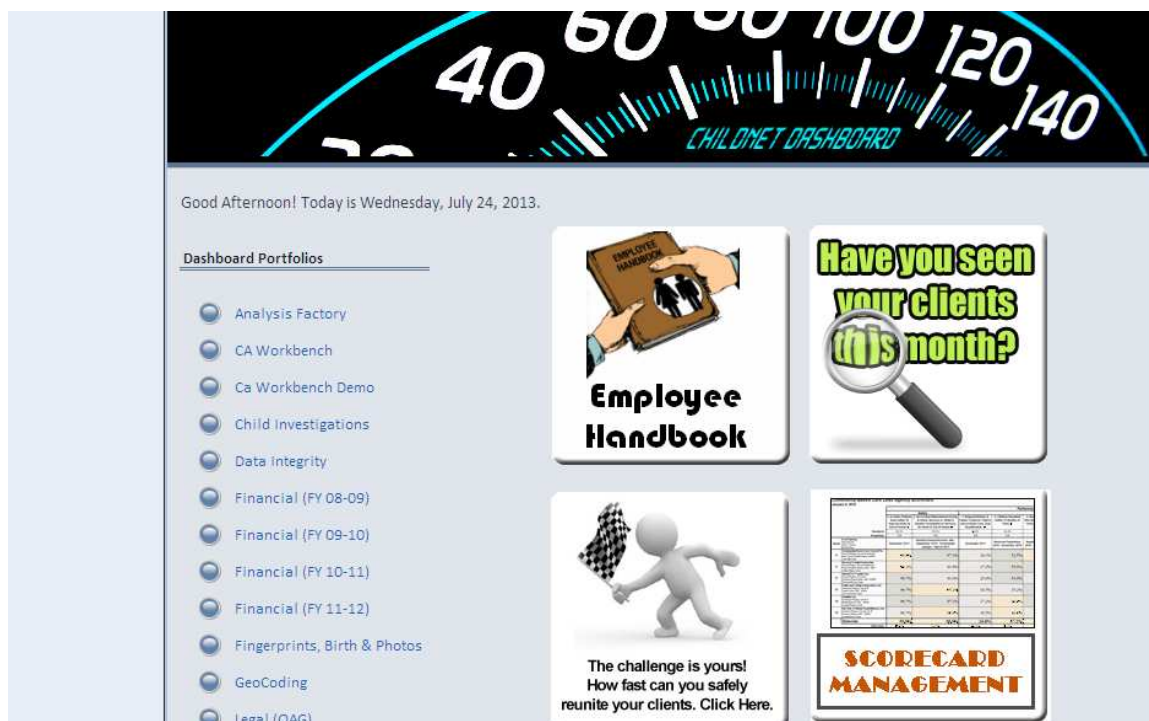 40
60
80
100
120
140
CHILDNET DASHBOARD
Good Afternoon! Today is Wednesday, July 24, 2013.
Dashboard Portfolios
Analysis Factory
CA Workbench
Ca Workbench Demo
Child Investigations
Data Integrity
Financial (FY 08-09)
Financial (FY 09-10)
Financial (FY 10-11)
Financial (FY 11-12)
Fingerprints, Birth & Photos
GeoCoding
Legal (OAG)
EMPLOYEE
HANDBOOK
Employee
Handbook
Have you seen
your clients
this month?
The challenge is yours!
How fast can you safely
reunite your clients. Click Here.
SCORECARD
MANAGEMENT